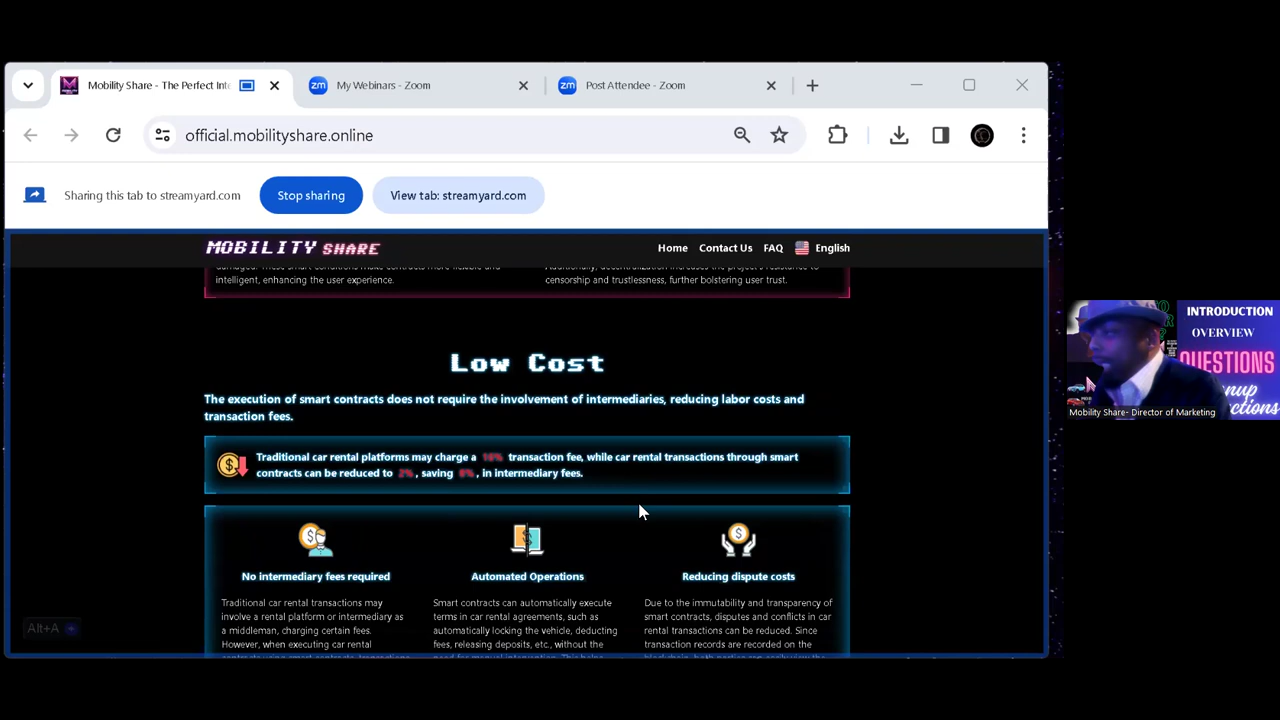 Mobility Share - The Perfect Inte
My Webinars - Zoom
Post Attendee - Zoom
official.mobilityshare.online
Sharing this tab to streamyard.com
Stop sharing
View tab: streamyard.com
MOBILITY SHARE
Home
Contact Us
FAQ
English
intelligent, enhancing the user experience.
censorship and trustlessness, further bolstering user trust.
Low Cost
The execution of smart contracts does not require the involvement of intermediaries, reducing labor costs and
transaction fees.
Traditional car rental platforms may charge a 10% transaction fee, while car rental transactions through smart
contracts can be reduced to 2% , saving 8% , in intermediary fees.
No intermediary fees required
Traditional car rental transactions may
involve a rental platform or intermediary as
a middleman, charging certain fees.
However, when executing car rental
Automated Operations
Smart contracts can automatically execute
terms in car rental agreements, such as
automatically locking the vehicle, deducting
fees, releasing deposits, etc., without the
Reducing dispute costs
Due to the immutability and transparency of
smart contracts, disputes and conflicts in car
rental transactions can be reduced. Since
transaction records are recorded on the
Alt+A
INTRODUCTION
OVERVIEW
QUESTIONS
Mobility Share- Director of Marketing